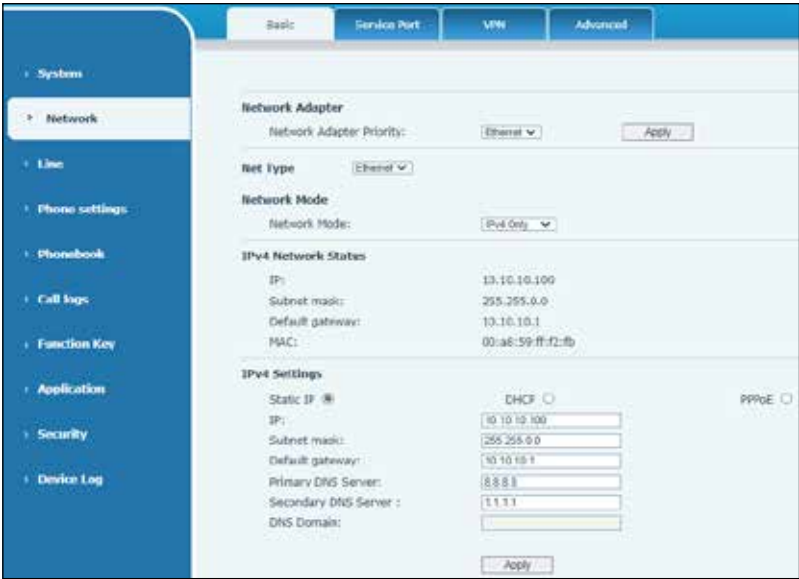 Basic Service Port VPN Advanced
System
Network
Line
Phone settings
Phonebook
Call logs
Function Key
Application
Security
Device Log
Network Adapter
Network Adapter Priority: Ethernet Apply
Net Type Ethernet
Network Mode
Network Mode: IPv4 Only
IPv4 Network Status
IP: 10.10.10.100
Subnet mask: 255.255.0.0
Default gateway: 10.10.10.1
MAC: 00:a8:59:ff:f2:fb
IPv4 Settings
Static IP DHCP PPPoE
IP: 10.10.10.100
Subnet mask: 255.255.0.0
Default gateway: 10.10.10.1
Primary DNS Server: 8.8.8.8
Secondary DNS Server : 1.1.1.1
DNS Domain:
Apply